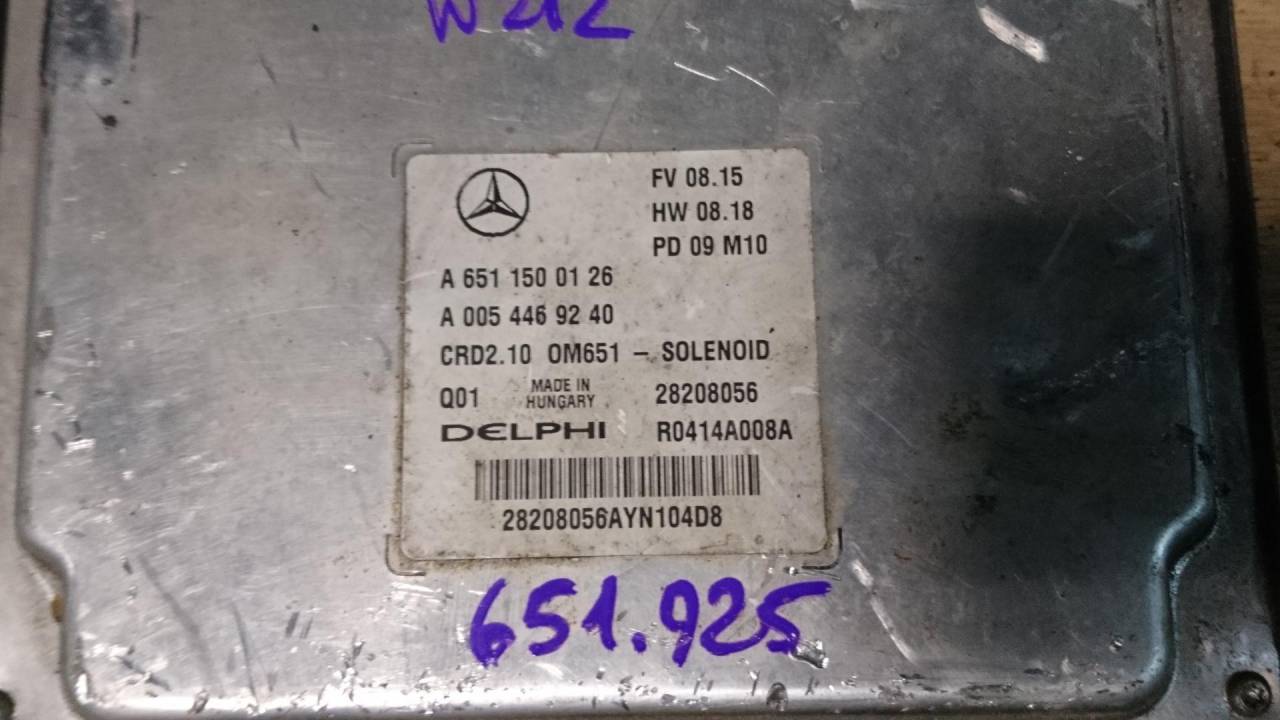 W212
FV 08.15
HW 08.18
PD 09 M10
A 651 150 01 26
A 005 446 92 40
CRD2.10 OM651 – SOLENOID
Q01 MADE IN HUNGARY 28208056
DELPHI R0414A008A
28208056AYN104D8
651.925